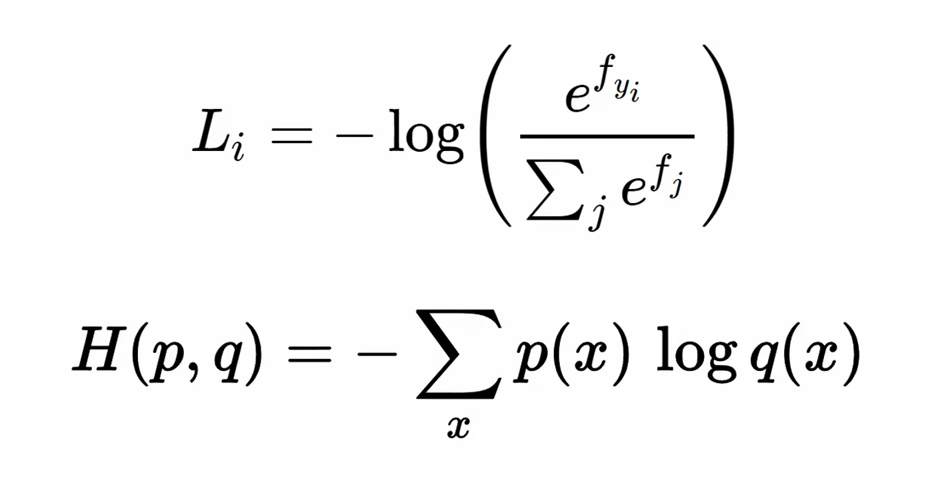 L_i = -\log\left(\frac{e^{f_{y_i}}}{\sum_j e^{f_j}}\right)
H(p, q) = -\sum_x p(x) \log q(x)